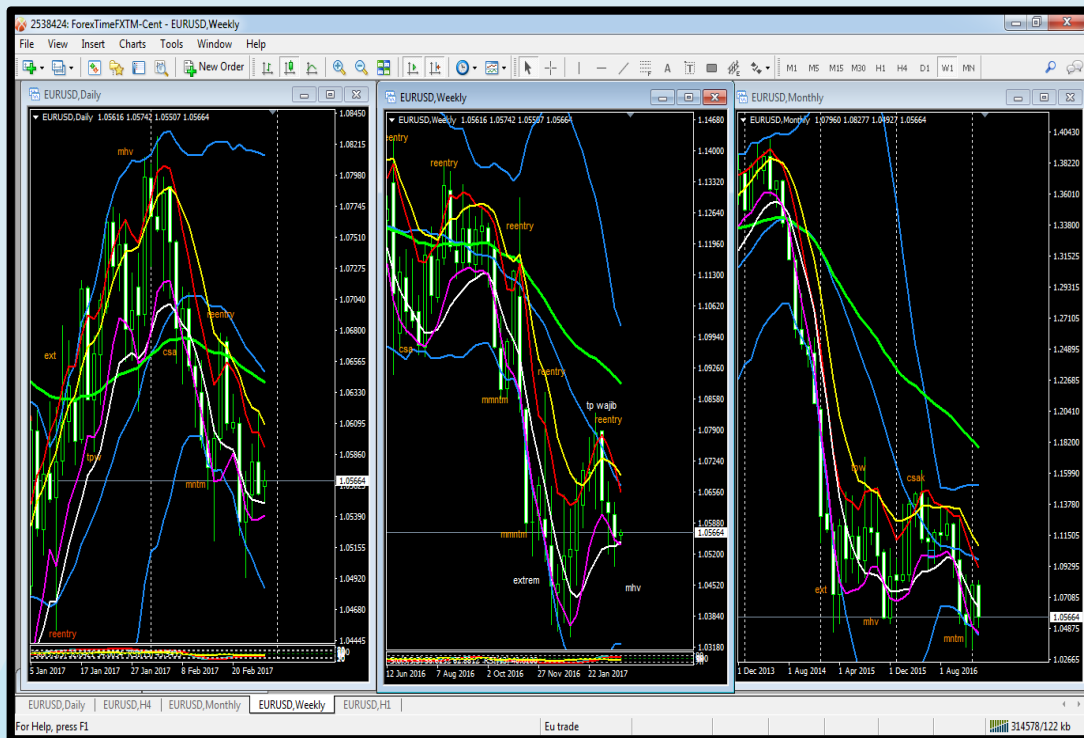 2538424: ForexTimeFXTM-Cent - EURUSD,Weekly
File View Insert Charts Tools Window Help
New Order
A T M1 M5 M15 M30 H1 H4 D1 W1 MN
EURUSD,Daily
EURUSD,Daily 1.05616 1.05742 1.05507 1.05664
mhv
ext
csa
reentry
tpw
mntm
reentry
1.08450
1.08215
1.07980
1.07745
1.07510
1.07275
1.07040
1.06800
1.06565
1.06330
1.06095
1.05860
1.05664
1.05390
1.05155
1.04920
1.04680
1.04445
5 Jan 2017 17 Jan 2017 27 Jan 2017 8 Feb 2017 20 Feb 2017
EURUSD,Weekly
EURUSD,Weekly 1.05616 1.05742 1.05507 1.05664
reentry
reentry
reentry
csa
reentry
mmntm
tp wajib
reentry
mmntm
extrem
mhv
1.14680
1.14000
1.13320
1.12640
1.11960
1.11300
1.10620
1.09940
1.09260
1.08580
1.07900
1.07240
1.06560
1.05880
1.05664
1.05200
1.04520
1.03840
1.03180
12 Jun 2016 7 Aug 2016 2 Oct 2016 27 Nov 2016 22 Jan 2017
EURUSD,Monthly
EURUSD,Monthly 1.07960 1.08277 1.04927 1.05664
tpw
csak
ext
mhv
mntm
1.40430
1.38220
1.36010
1.33800
1.31525
1.29315
1.27105
1.24895
1.22685
1.20410
1.18200
1.15990
1.13780
1.11505
1.09295
1.07085
1.05664
1.04875
1.02665
1 Dec 2013 1 Aug 2014 1 Apr 2015 1 Dec 2015 1 Aug 2016
EURUSD,Daily EURUSD,H4 EURUSD,Monthly EURUSD,Weekly EURUSD,H1
For Help, press F1 Eu trade 314578/122 kb